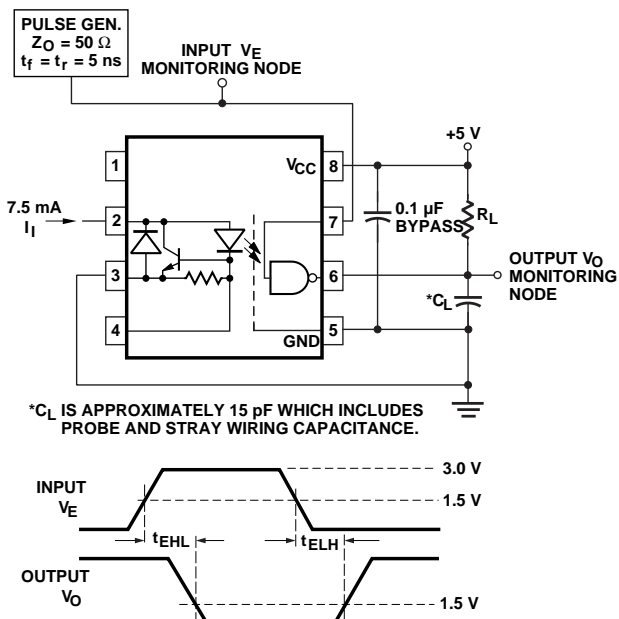 PULSE GEN.
ZO = 50 Ω
tf = tr = 5 ns
INPUT VE
MONITORING NODE
+5 V
1
VCC
8
7.5 mA
II
2
7
0.1 µF
BYPASS
RL
3
6
OUTPUT VO
MONITORING
NODE
*CL
4
GND
5
*CL IS APPROXIMATELY 15 pF WHICH INCLUDES
PROBE AND STRAY WIRING CAPACITANCE.
3.0 V
INPUT
VE
1.5 V
tEHL
tELH
OUTPUT
VO
1.5 V